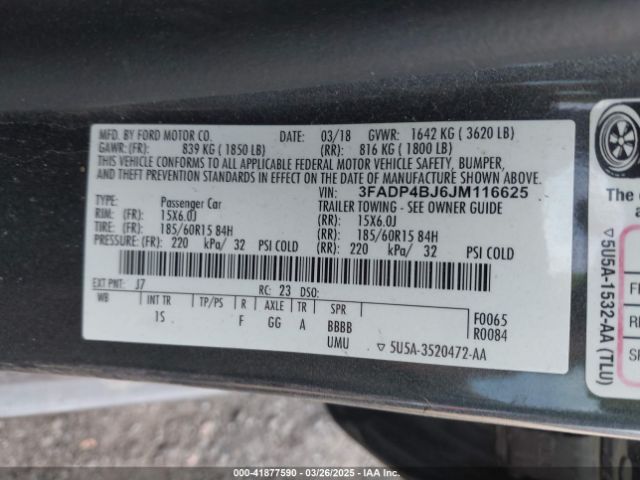 MFD. BY FORD MOTOR CO. DATE: 03/18 GVWR: 1642 KG ( 3620 LB)
GAWR: (FR): 839 KG ( 1850 LB) (RR): 816 KG ( 1800 LB)
THIS VEHICLE CONFORMS TO ALL APPLICABLE FEDERAL MOTOR VEHICLE SAFETY, BUMPER,
AND THEFT PREVENTION STANDARDS IN EFFECT ON THE DATE OF MANUFACTURE SHOWN ABOVE.
VIN: 3FADP4BJ6JM116625
TYPE: Passenger Car TRAILER TOWING - SEE OWNER GUIDE
RIM: (FR): 15X6.0J (RR): 15X6.0J
TIRE: (FR): 185/60R15 84H (RR): 185/60R15 84H
PRESSURE: (FR): 220 kPa/ 32 PSI COLD (RR): 220 kPa/ 32 PSI COLD
EXT PNT: J7 RC: 23 DSO:
WB INT TR TP/PS R AXLE TR SPR
1S F GG A BBBB
UMU
F0065
R0084
▽ 5U5A-3520472-AA
The
▽5U5A-1532-AA (TLU)
000-41877590 — 03/26/2025 — IAA Inc.